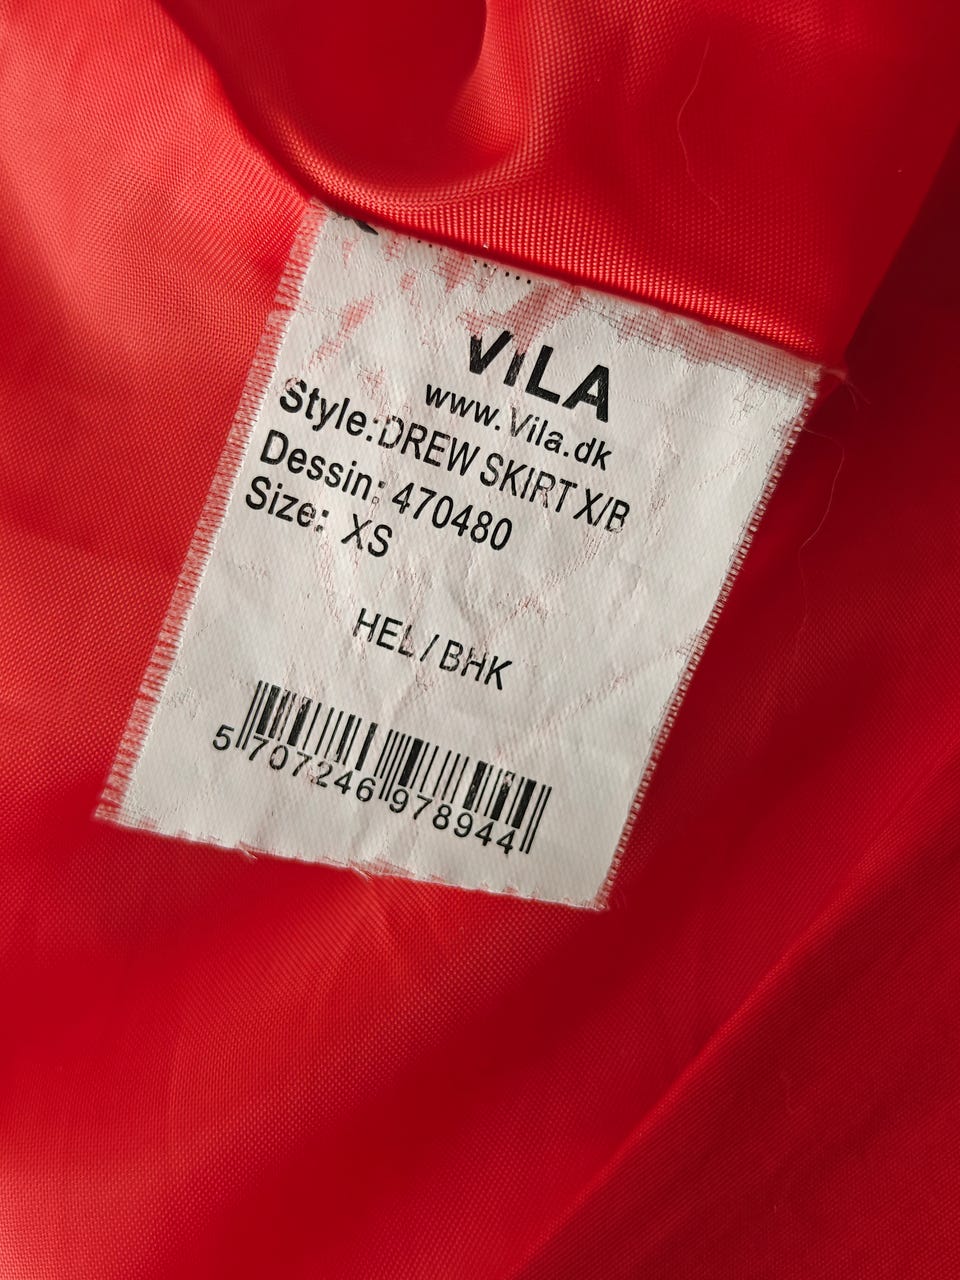 VILA
www.Vila.dk
Style:DREW SKIRT X/B
Dessin: 470480
Size: XS
HEL / BHK
5 707246 978944